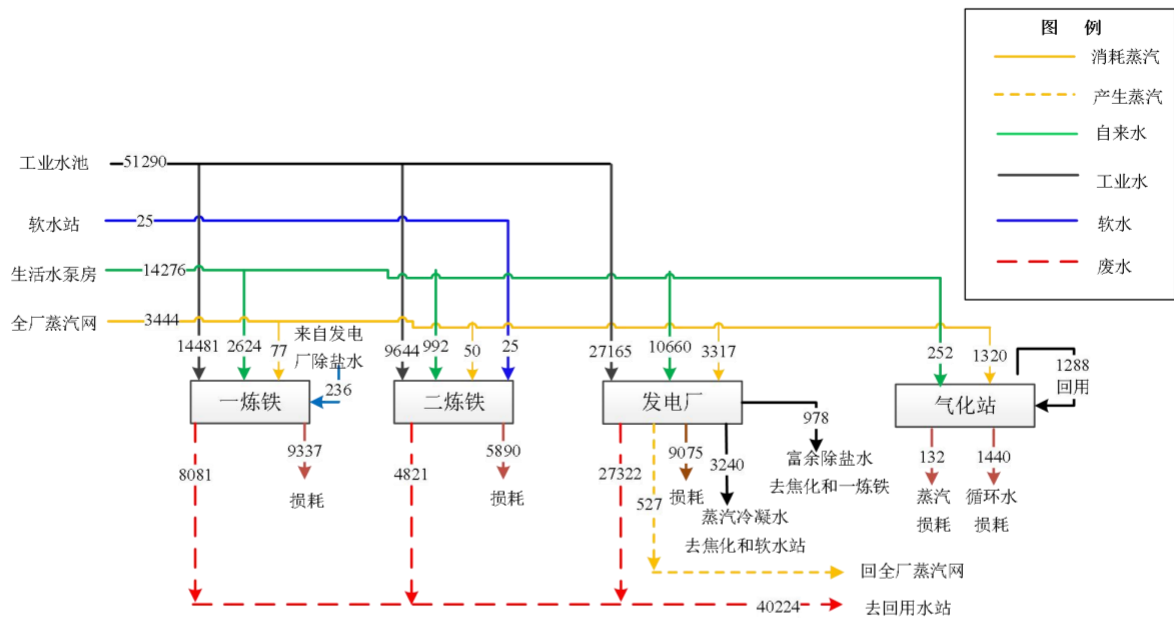 图 例
消耗蒸汽
产生蒸汽
自来水
工业水
软水
废水
工业水池
51290
软水站
25
生活水泵房
14276
全厂蒸汽网
3444
来自发电
厂除盐水
14481
2624
77
236
9644
992
50
25
27165
10660
3317
252
1320
1288
回用
一炼铁
二炼铁
发电厂
气化站
8081
9337
损耗
4821
5890
损耗
27322
527
9075
损耗
3240
蒸汽冷凝水
去焦化和软水站
978
富余除盐水
去焦化和一炼铁
132
蒸汽
损耗
1440
循环水
损耗
回全厂蒸汽网
40224
去回用水站